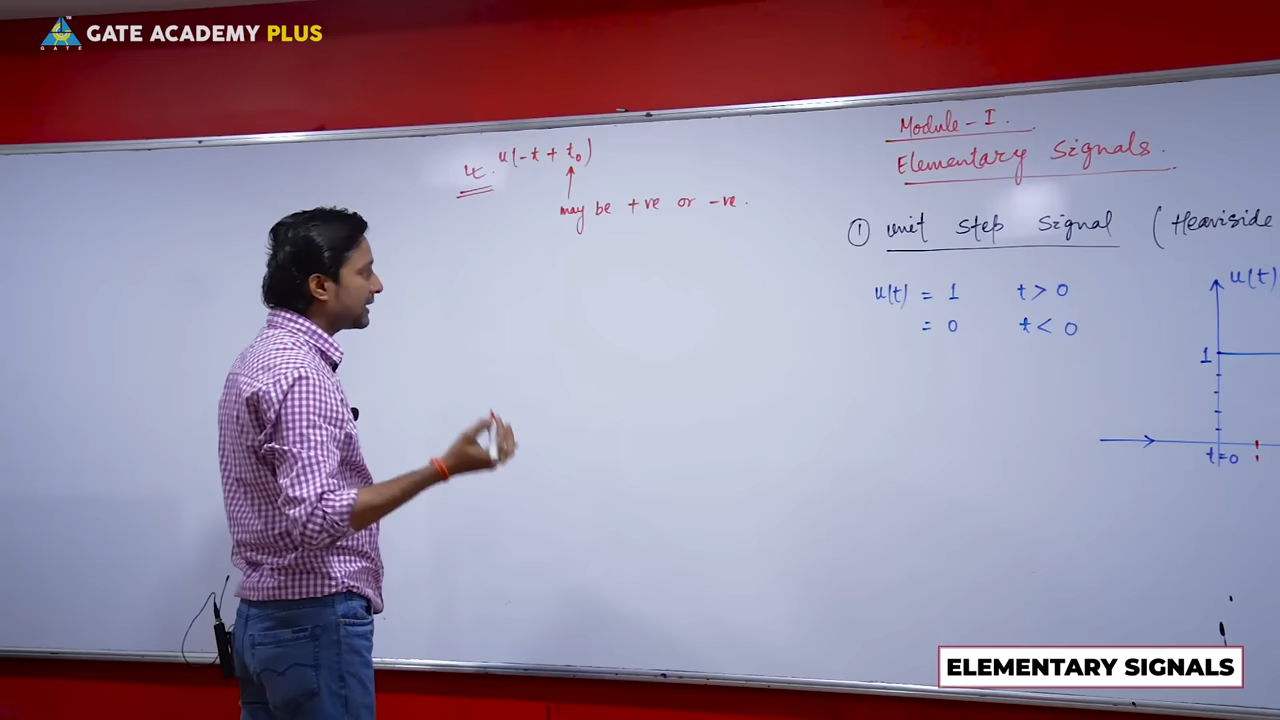 GATE ACADEMY PLUS
GATE
u(-t + t₀)
may be +ve or -ve.
Module - I.
Elementary Signals.
① unit step signal (Heaviside
u(t) = 1 t > 0
= 0 t < 0
u(t)
1
t=0
ELEMENTARY SIGNALS